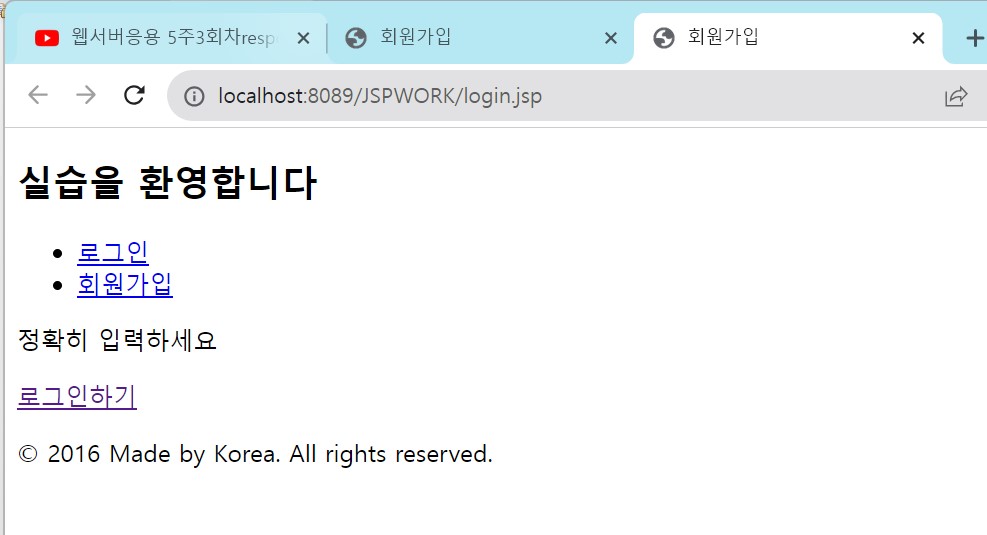 웹서버응용 5주3회차resp
회원가입
회원가입
localhost:8089/JSPWORK/login.jsp
실습을 환영합니다
로그인
회원가입
정확히 입력하세요
로그인하기
© 2016 Made by Korea. All rights reserved.